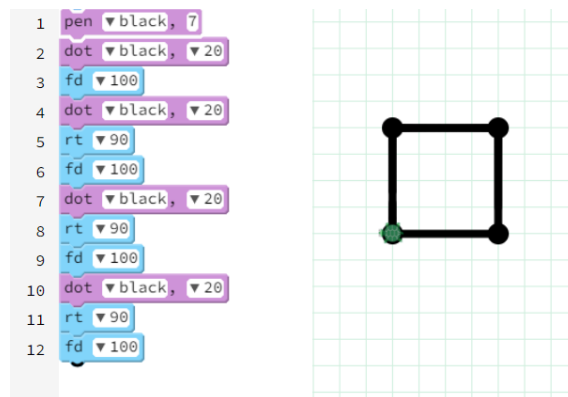 1 pen ▼black, 7
2 dot ▼black, ▼20
3 fd ▼100
4 dot ▼black, ▼20
5 rt ▼90
6 fd ▼100
7 dot ▼black, ▼20
8 rt ▼90
9 fd ▼100
10 dot ▼black, ▼20
11 rt ▼90
12 fd ▼100